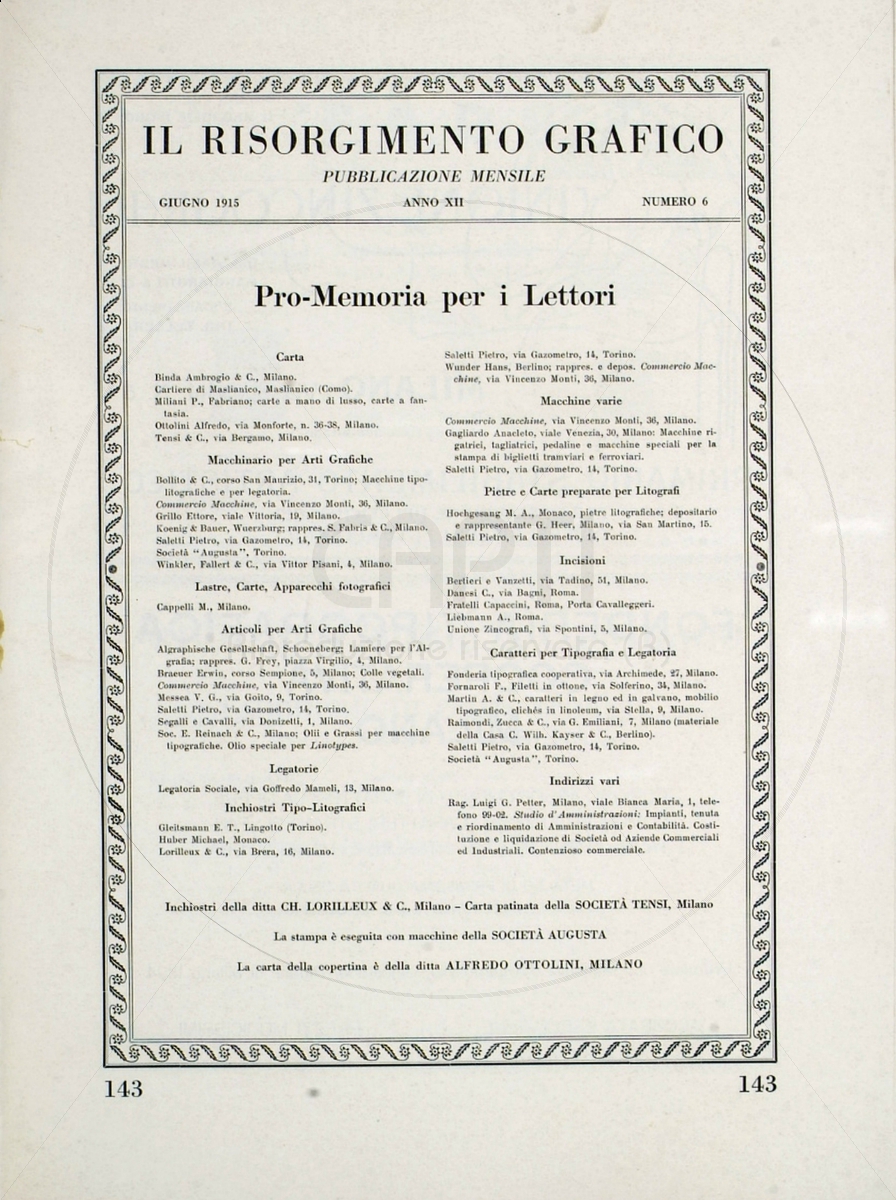 IL RISORGIMENTO GRAFICO
PUBBLICAZIONE MENSILE
GIUGNO 1915 ANNO XII NUMERO 6
Pro-Memoria per i Lettori
Carta
Binda Ambrogio & C., Milano.
Cartiere di Maslianico, Maslianico (Como).
Miliani P., Fabriano; carte a mano di lusso, carte a fan-
tasia.
Ottolini Alfredo, via Monforte, n. 36-38, Milano.
Tensi & C., via Bergamo, Milano.
Macchinario per Arti Grafiche
Bollito & C., corso San Maurizio, 31, Torino; Macchine tipo-
litografiche e per legatoria.
Commercio Macchine, via Vincenzo Monti, 36, Milano.
Grillo Ettore, viale Vittoria, 19, Milano.
Koenig & Bauer, Wuerzburg; rappres. S. Fabris & C., Milano.
Saletti Pietro, via Gazometro, 14, Torino.
Società “Augusta”, Torino.
Winkler, Fallert & C., via Vittor Pisani, 4, Milano.
Lastre, Carte, Apparecchi fotografici
Cappelli M., Milano.
Articoli per Arti Grafiche
Algraphische Gesellschaft, Schoeneberg; Lamiere per l'Al-
grafia; rappres. G. Frey, piazza Virgilio, 4, Milano.
Braeuer Erwin, corso Sempione, 5, Milano; Colle vegetali.
Commercio Macchine, via Vincenzo Monti, 36, Milano.
Messea V. G., via Goito, 9, Torino.
Saletti Pietro, via Gazometro, 14, Torino.
Segalli e Cavalli, via Donizetti, 1, Milano.
Soc. E. Reinach & C., Milano; Olii e Grassi per macchine
tipografiche. Olio speciale per Linotypes.
Legatorie
Legatoria Sociale, via Goffredo Mameli, 13, Milano.
Inchiostri Tipo-Litografici
Gleitsmann E. T., Lingotto (Torino).
Huber Michael, Monaco.
Lorilleux & C., via Brera, 16, Milano.
Saletti Pietro, via Gazometro, 14, Torino.
Wunder Hans, Berlino; rappres. e depos. Commercio Mac-
chine, via Vincenzo Monti, 36, Milano.
Macchine varie
Commercio Macchine, via Vincenzo Monti, 36, Milano.
Gagliardo Anacleto, viale Venezia, 30, Milano: Macchine ri-
gatrici, tagliatrici, pedaline e macchine speciali per la
stampa di biglietti tramviari e ferroviari.
Saletti Pietro, via Gazometro, 14, Torino.
Pietre e Carte preparate per Litografi
Hochgesang M. A., Monaco, pietre litografiche; depositario
e rappresentante G. Heer, Milano, via San Martino, 15.
Saletti Pietro, via Gazometro, 14, Torino.
Incisioni
Berlieri e Vanzetti, via Tadino, 51, Milano.
Danesi C., via Bagni, Roma.
Fratelli Capaccini, Roma, Porta Cavalleggeri.
Liebmann A., Roma.
Unione Zincografi, via Spontini, 5, Milano.
Caratteri per Tipografia e Legatoria
Fonderia tipografica cooperativa, via Archimede, 27, Milano.
Fornaroli F., Filetti in ottone, via Solferino, 34, Milano.
Martin A. & C., caratteri in legno ed in galvano, mobilio
tipografico, clichés in linoleum, via Stella, 9, Milano.
Raimondi, Zucca & C., via G. Emiliani, 7, Milano (materiale
della Casa C. Wilh. Kayser & C., Berlino).
Saletti Pietro, via Gazometro, 14, Torino.
Società “Augusta”, Torino.
Indirizzi vari
Rag. Luigi G. Petter, Milano, viale Bianca Maria, 1, tele-
fono 99-02. Studio d'Amministrazioni: Impianti, tenuta
e riordinamento di Amministrazioni e Contabilità. Costi-
tuzione e liquidazione di Società od Aziende Commerciali
ed Industriali. Contenzioso commerciale.
Inchiostri della ditta CH. LORILLEUX & C., Milano – Carta patinata della SOCIETÀ TENSI, Milano
La stampa è eseguita con macchine della SOCIETÀ AUGUSTA
La carta della copertina è della ditta ALFREDO OTTOLINI, MILANO
143 143